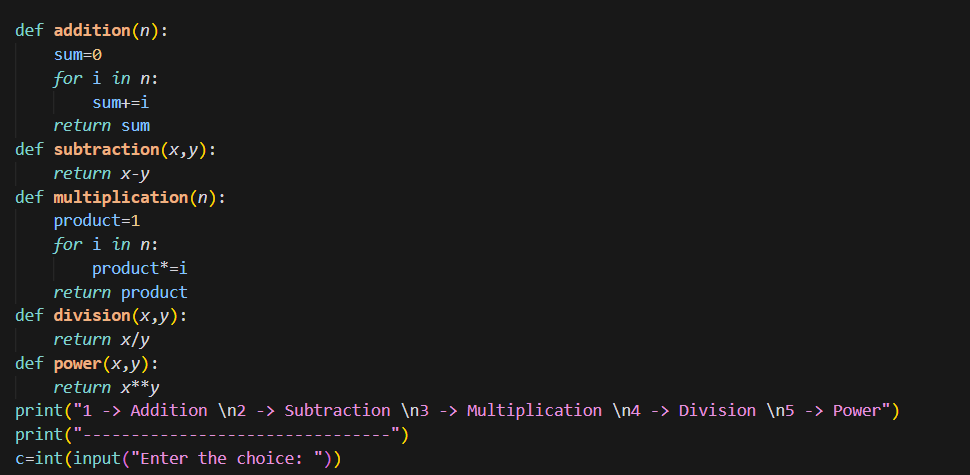 def addition(n):
    sum=0
    for i in n:
        sum+=i
    return sum
def subtraction(x,y):
    return x-y
def multiplication(n):
    product=1
    for i in n:
        product*=i
    return product
def division(x,y):
    return x/y
def power(x,y):
    return x**y
print("1 -> Addition \n2 -> Subtraction \n3 -> Multiplication \n4 -> Division \n5 -> Power")
print("--------------------------------")
c=int(input("Enter the choice: "))